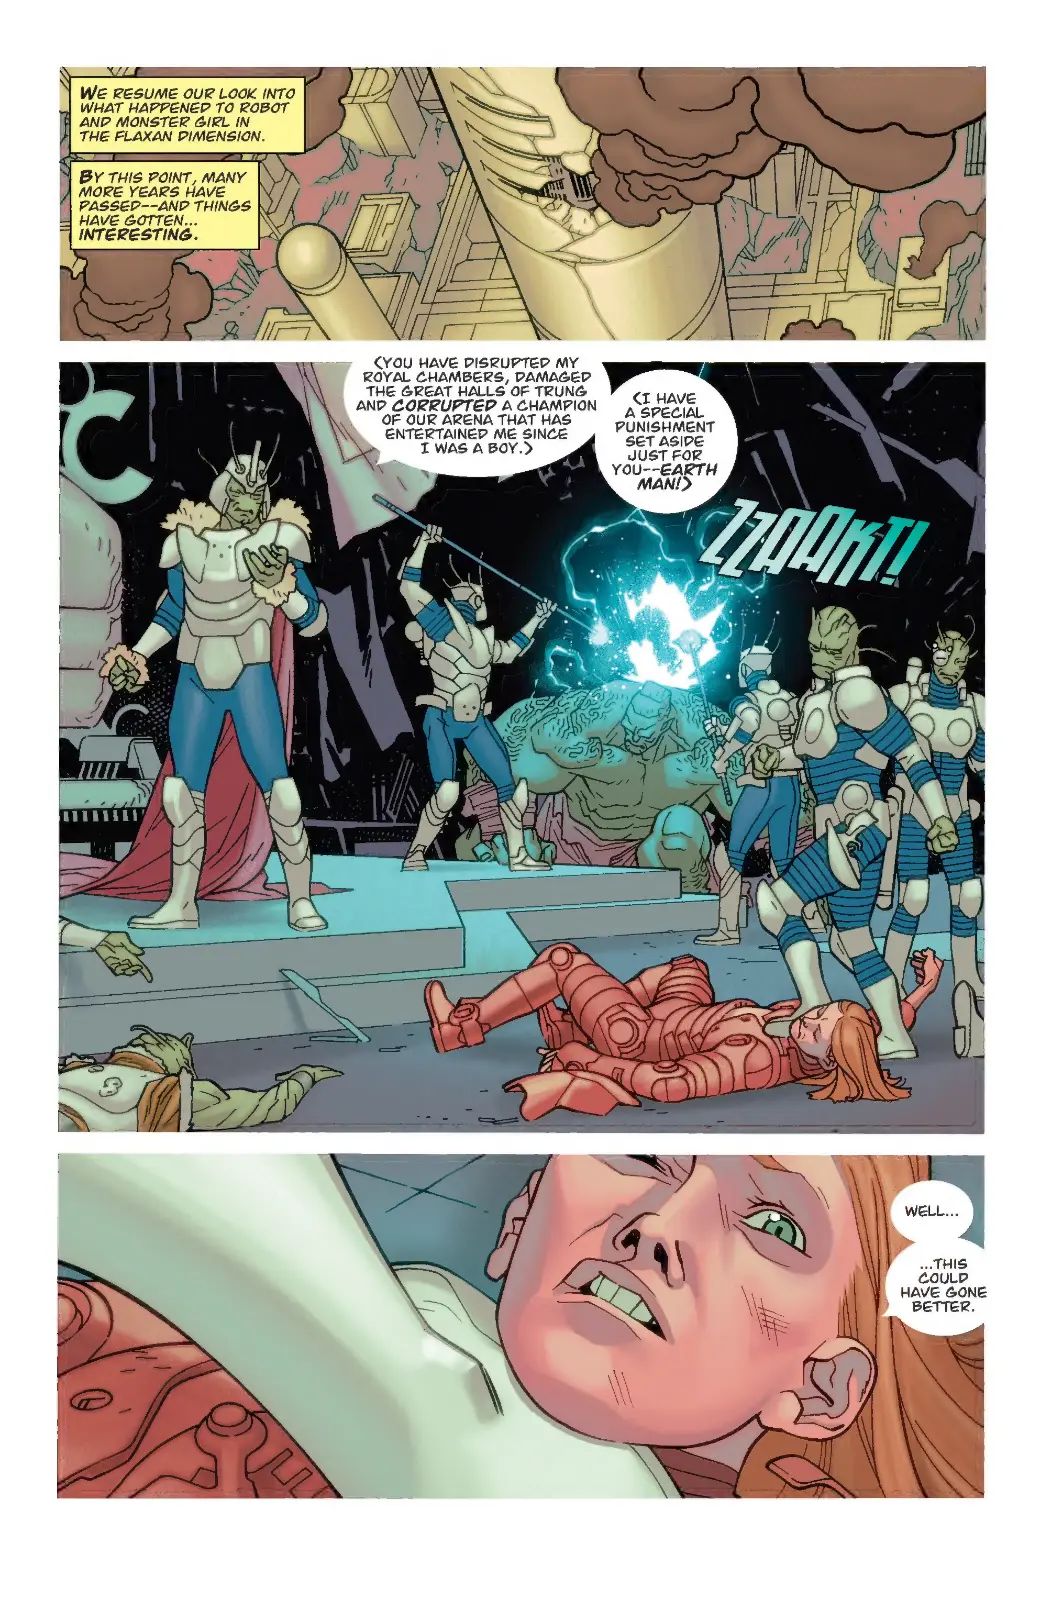 WE RESUME OUR LOOK INTO
WHAT HAPPENED TO ROBOT
AND MONSTER GIRL IN
THE FLAXAN DIMENSION.
BY THIS POINT, MANY
MORE YEARS HAVE
PASSED--AND THINGS
HAVE GOTTEN...
INTERESTING.
<YOU HAVE DISRUPTED MY
ROYAL CHAMBERS, DAMAGED
THE GREAT HALLS OF TRUNG
AND CORRUPTED A CHAMPION
OF OUR ARENA THAT HAS
ENTERTAINED ME SINCE
I WAS A BOY.>
<I HAVE
A SPECIAL
PUNISHMENT
SET ASIDE
JUST FOR
YOU--EARTH
MAN!>
ZZAAKT!
WELL...
...THIS
COULD
HAVE GONE
BETTER.